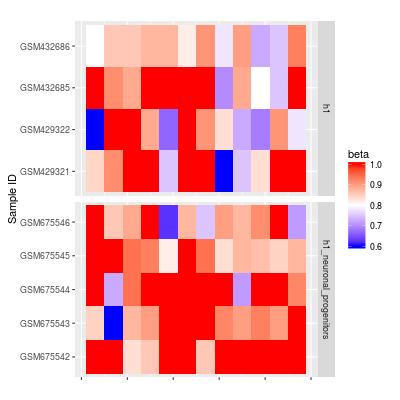 Sample ID
GSM432686
GSM432685
GSM429322
GSM429321
h1
GSM675546
GSM675545
GSM675544
GSM675543
GSM675542
h1_neuronal_progenitors
beta
1.0
0.9
0.8
0.7
0.6